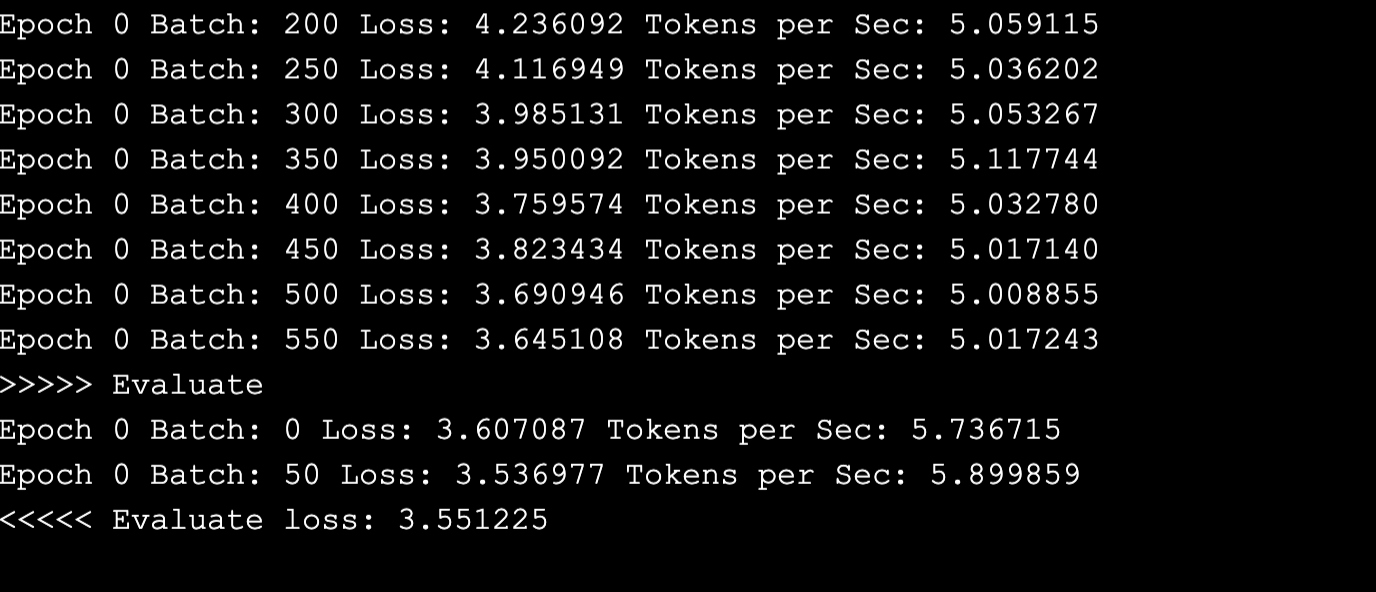 Epoch 0 Batch: 200 Loss: 4.236092 Tokens per Sec: 5.059115
Epoch 0 Batch: 250 Loss: 4.116949 Tokens per Sec: 5.036202
Epoch 0 Batch: 300 Loss: 3.985131 Tokens per Sec: 5.053267
Epoch 0 Batch: 350 Loss: 3.950092 Tokens per Sec: 5.117744
Epoch 0 Batch: 400 Loss: 3.759574 Tokens per Sec: 5.032780
Epoch 0 Batch: 450 Loss: 3.823434 Tokens per Sec: 5.017140
Epoch 0 Batch: 500 Loss: 3.690946 Tokens per Sec: 5.008855
Epoch 0 Batch: 550 Loss: 3.645108 Tokens per Sec: 5.017243
>>>>> Evaluate
Epoch 0 Batch: 0 Loss: 3.607087 Tokens per Sec: 5.736715
Epoch 0 Batch: 50 Loss: 3.536977 Tokens per Sec: 5.899859
<<<<< Evaluate loss: 3.551225